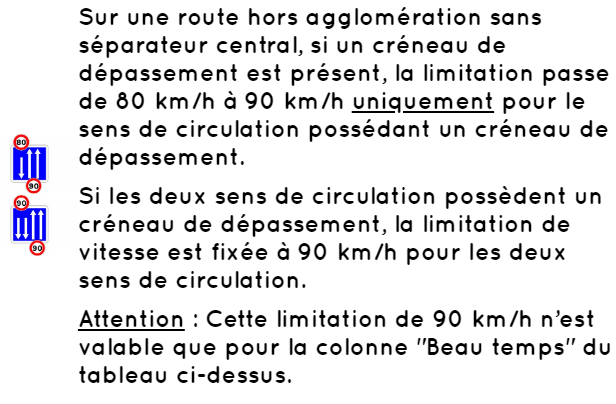 Sur une route hors agglomération sans
séparateur central, si un créneau de
dépassement est présent, la limitation passe
de 80 km/h à 90 km/h uniquement pour le
sens de circulation possédant un créneau de
dépassement.
80
90
Si les deux sens de circulation possèdent un
créneau de dépassement, la limitation de
vitesse est fixée à 90 km/h pour les deux
sens de circulation.
90
90
Attention : Cette limitation de 90 km/h n'est
valable que pour la colonne "Beau temps" du
tableau ci-dessus.